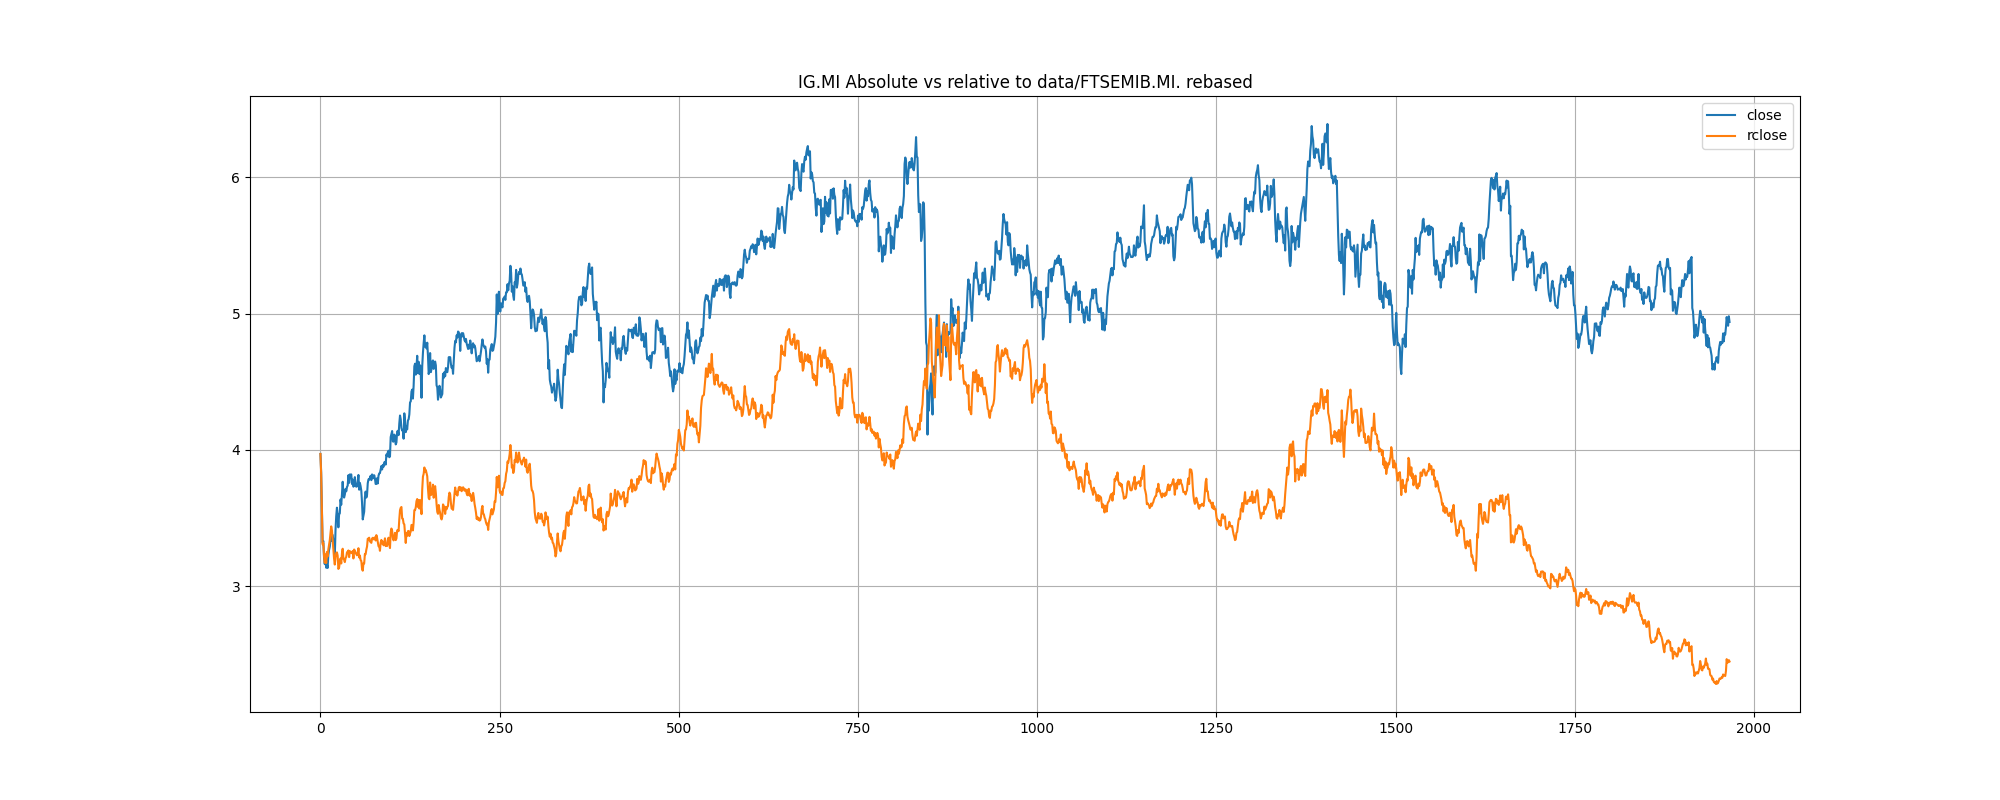 IG.MI Absolute vs relative to data/FTSEMIB.MI. rebased
close
rclose
6
5
4
3
0 250 500 750 1000 1250 1500 1750 2000